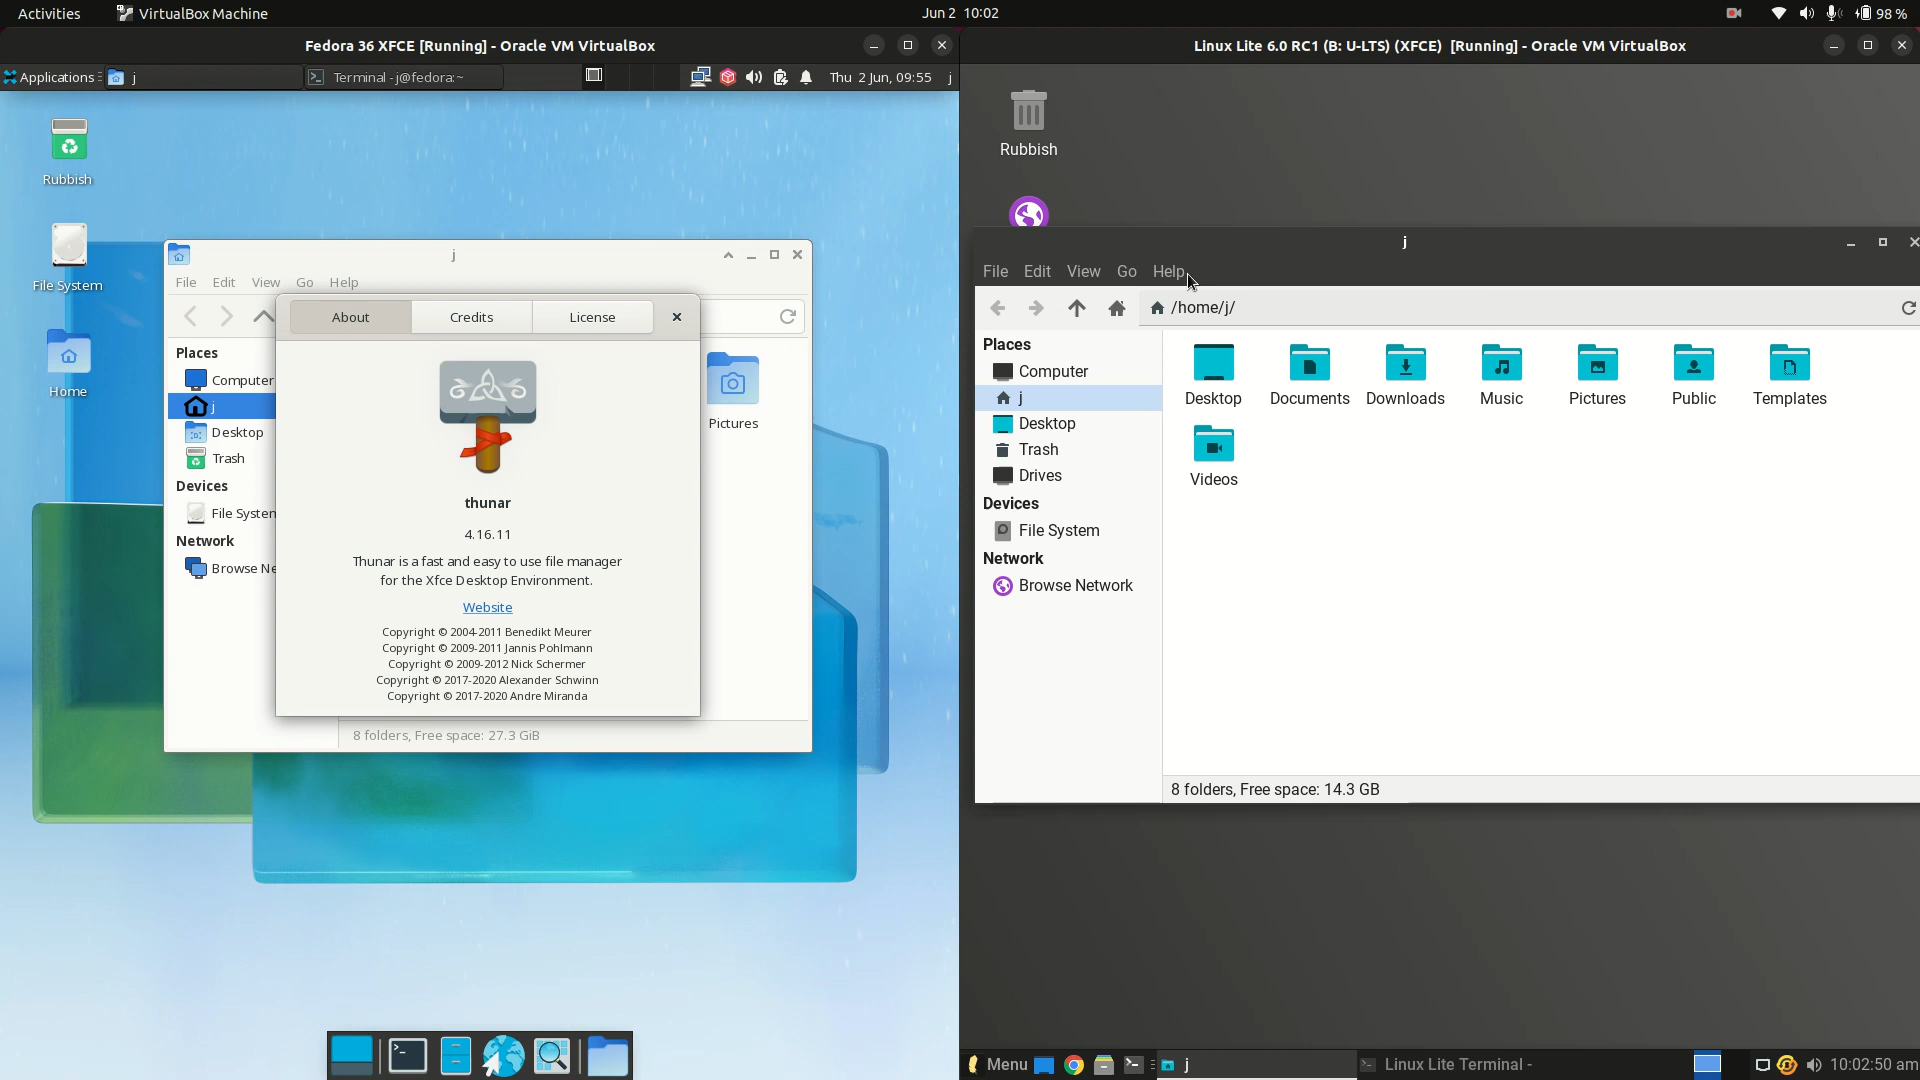 Activities
VirtualBox Machine
Jun 2 10:02
98 %
Fedora 36 XFCE [Running] - Oracle VM VirtualBox
Applications
j
Terminal - j@fedora:~
Thu 2 Jun, 09:55
j
Rubbish
File System
Home
j
File Edit View Go Help
Places
Computer
j
Desktop
Trash
Devices
File System
Network
Browse Ne
Pictures
8 folders, Free space: 27.3 GiB
About
Credits
License
thunar
4.16.11
Thunar is a fast and easy to use file manager
for the Xfce Desktop Environment.
Website
Copyright © 2004-2011 Benedikt Meurer
Copyright © 2009-2011 Jannis Pohlmann
Copyright © 2009-2012 Nick Schermer
Copyright © 2017-2020 Alexander Schwinn
Copyright © 2017-2020 Andre Miranda
Linux Lite 6.0 RC1 (B: U-LTS) (XFCE) [Running] - Oracle VM VirtualBox
Rubbish
j
File Edit View Go Help
/home/j/
Places
Computer
j
Desktop
Trash
Drives
Devices
File System
Network
Browse Network
Desktop
Documents
Downloads
Music
Pictures
Public
Templates
Videos
8 folders, Free space: 14.3 GB
Menu
j
Linux Lite Terminal -
10:02:50 am